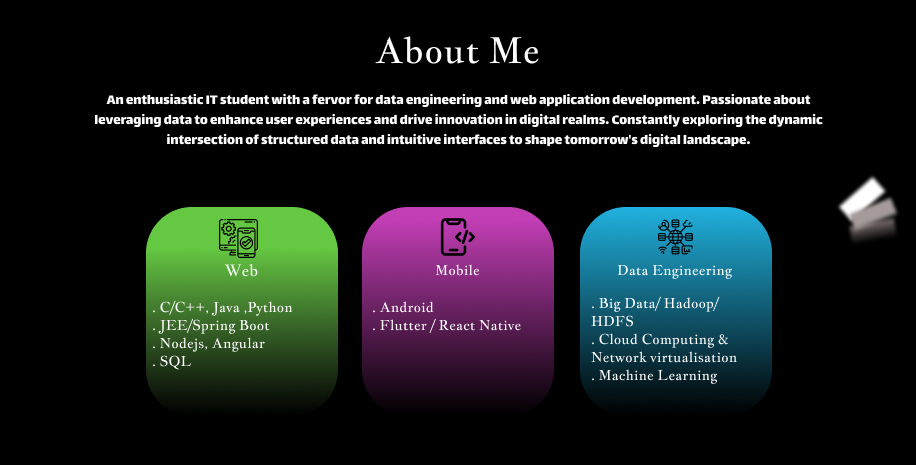 About Me
An enthusiastic IT student with a fervor for data engineering and web application development. Passionate about
leveraging data to enhance user experiences and drive innovation in digital realms. Constantly exploring the dynamic
intersection of structured data and intuitive interfaces to shape tomorrow's digital landscape.
Web
. C/C++, Java ,Python
. JEE/Spring Boot
. Nodejs, Angular
. SQL
Mobile
. Android
. Flutter / React Native
Data Engineering
. Big Data/ Hadoop/
HDFS
. Cloud Computing &
Network virtualisation
. Machine Learning